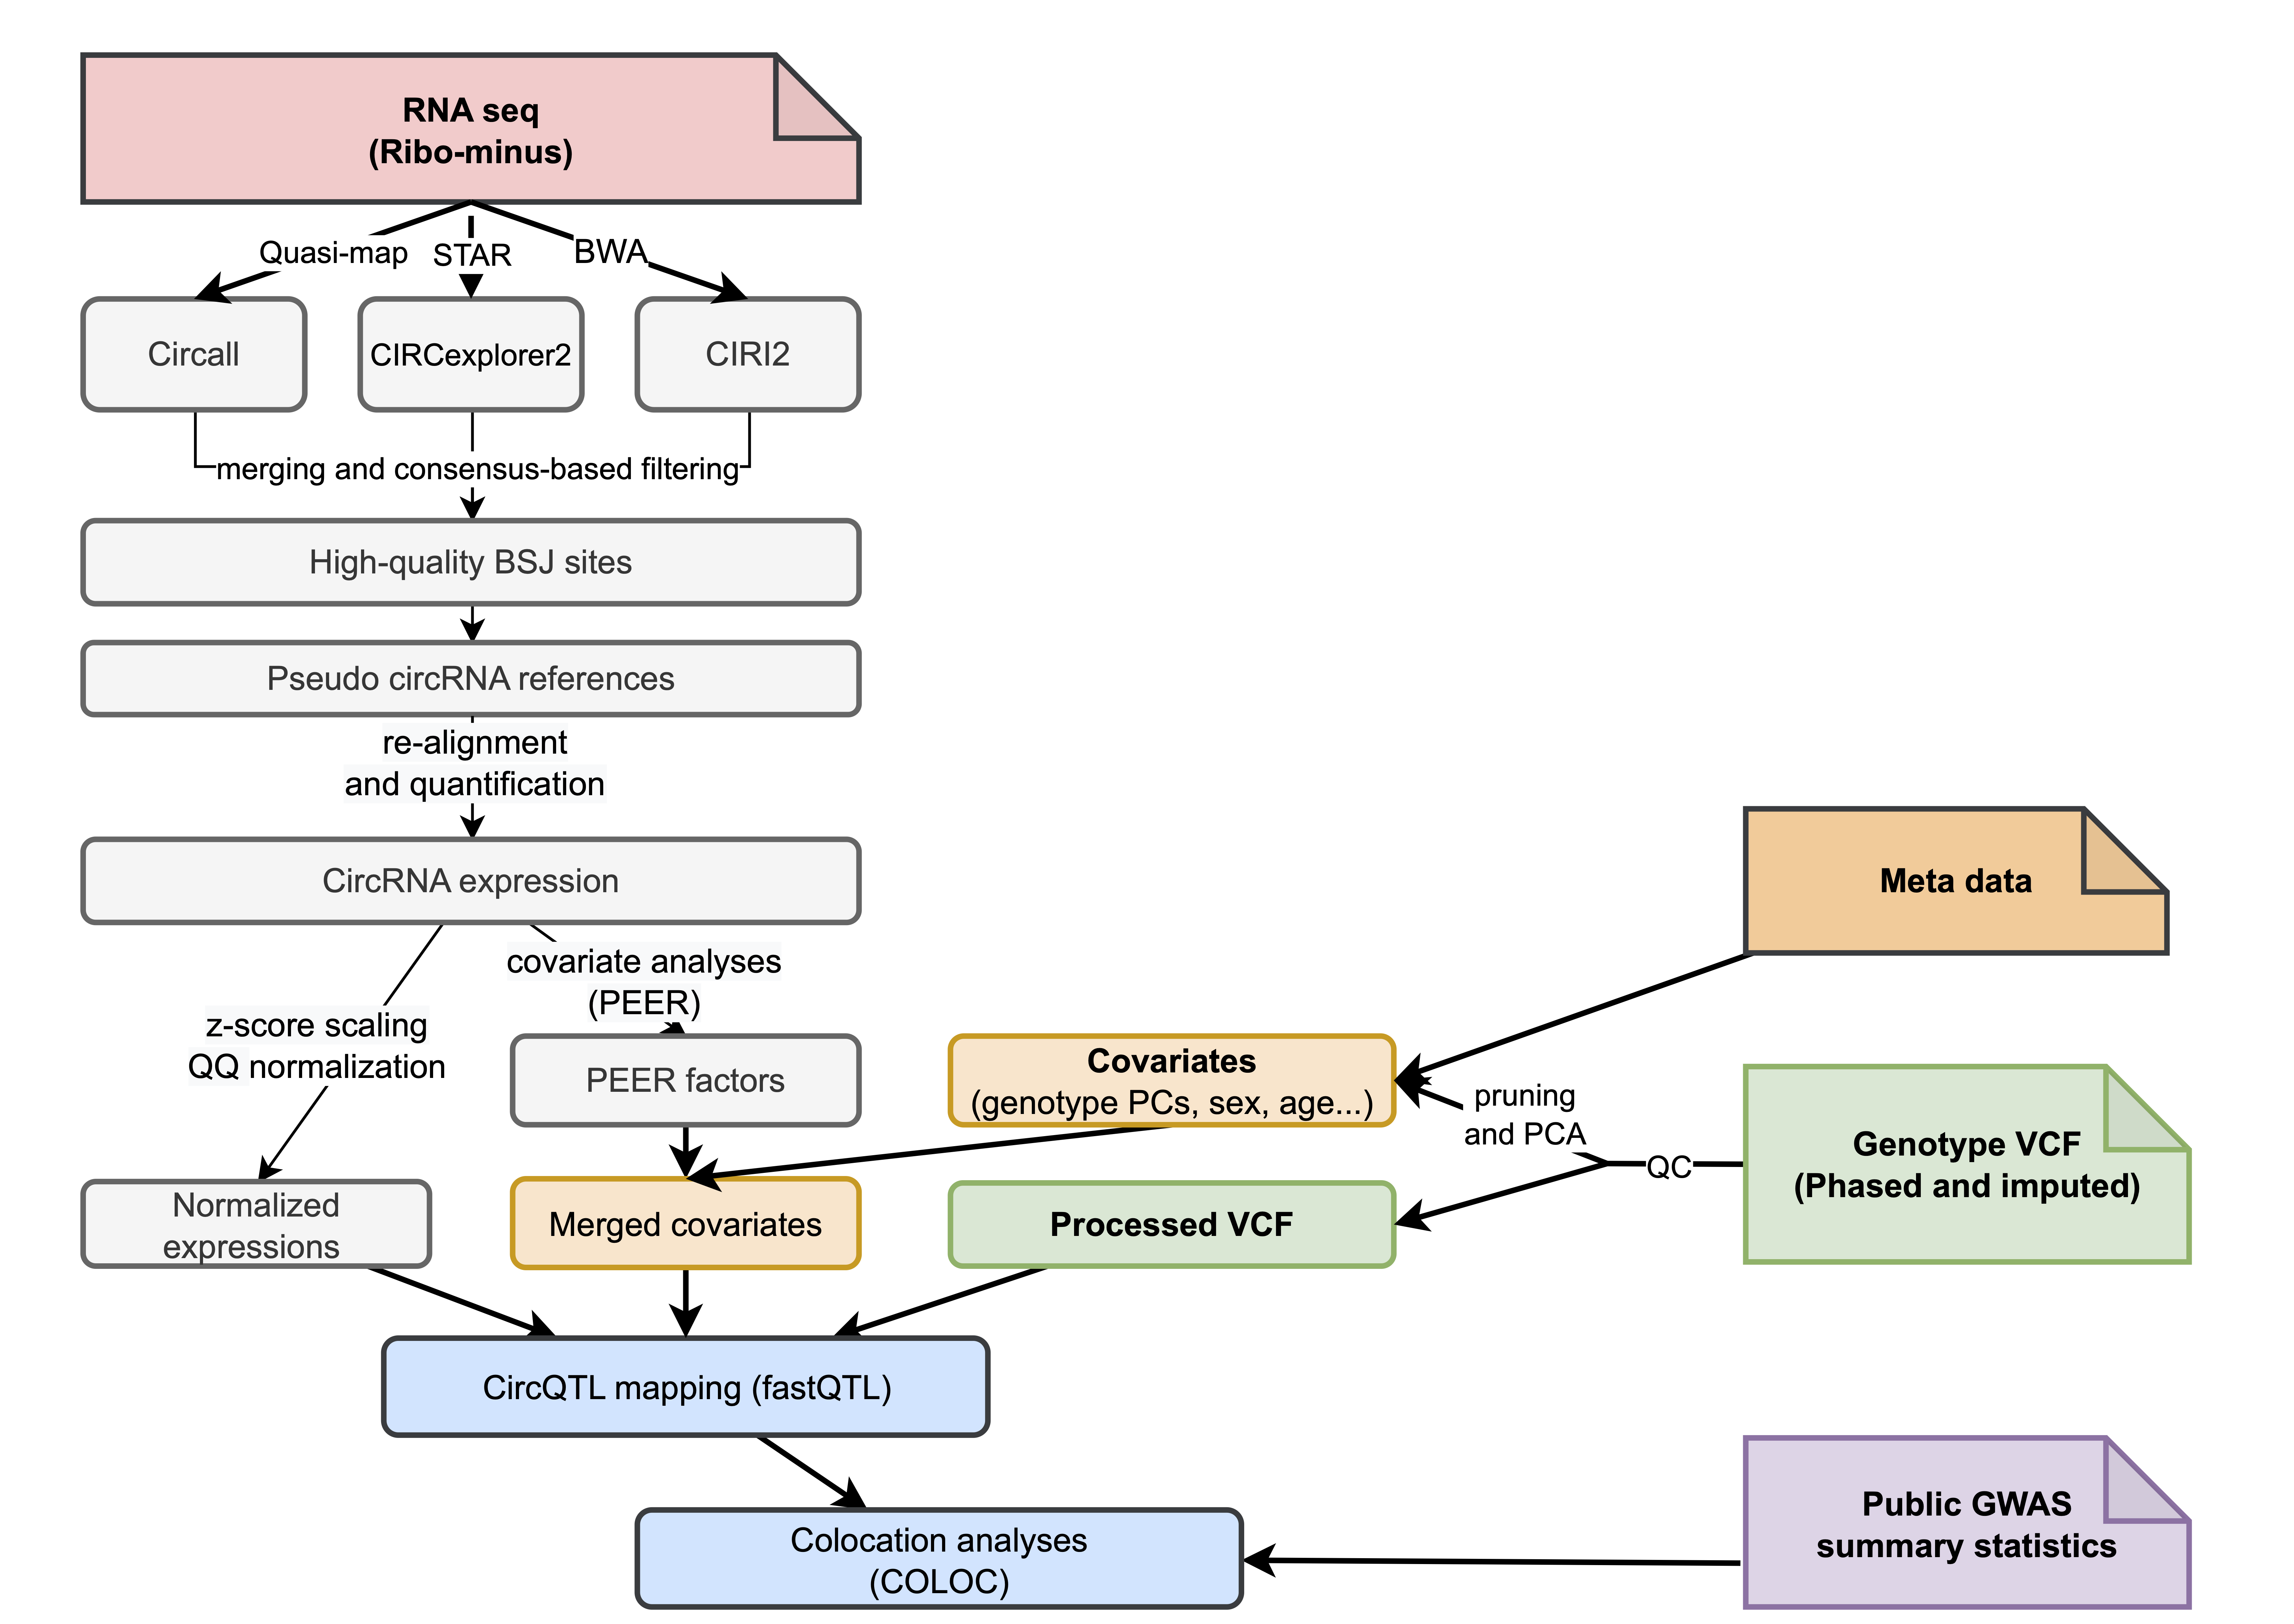 RNA seq
(Ribo-minus)
Quasi-map
STAR
BWA
Circall
CIRCexplorer2
CIRI2
merging and consensus-based filtering
High-quality BSJ sites
Pseudo circRNA references
re-alignment
and quantification
CircRNA expression
Meta data
covariate analyses
(PEER)
z-score scaling
QQ normalization
PEER factors
Covariates
(genotype PCs, sex, age...)
pruning
and PCA
QC
Genotype VCF
(Phased and imputed)
Normalized
expressions
Merged covariates
Processed VCF
CircQTL mapping (fastQTL)
Public GWAS
summary statistics
Colocation analyses
(COLOC)